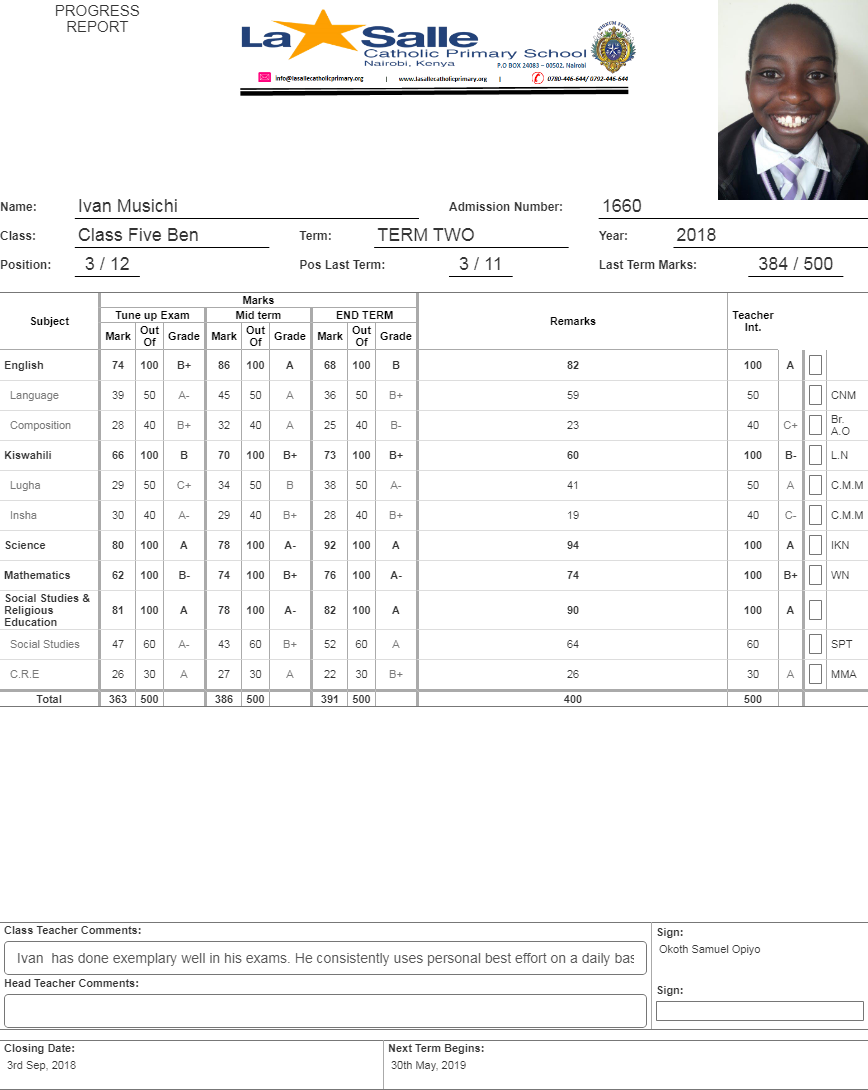 PROGRESS
REPORT
La Salle
Catholic Primary School
Nairobi, Kenya
P.O BOX 24083 – 00502, Nairobi
info@lasallecatholicprimary.org | www.lasallecatholicprimary.org | 0780-446-644/ 0792-446-644
Name: Ivan Musichi Admission Number: 1660
Class: Class Five Ben Term: TERM TWO Year: 2018
Position: 3 / 12 Pos Last Term: 3 / 11 Last Term Marks: 384 / 500
Subject Marks Remarks Teacher Int.
Tune up Exam Mid term END TERM
Mark Out Of Grade Mark Out Of Grade Mark Out Of Grade
English 74 100 B+ 86 100 A 68 100 B 82 100 A
Language 39 50 A- 45 50 A 36 50 B+ 59 50 CNM
Composition 28 40 B+ 32 40 A 25 40 B- 23 40 C+ Br. A.O
Kiswahili 66 100 B 70 100 B+ 73 100 B+ 60 100 B- L.N
Lugha 29 50 C+ 34 50 B 38 50 A- 41 50 A C.M.M
Insha 30 40 A- 29 40 B+ 28 40 B+ 19 40 C- C.M.M
Science 80 100 A 78 100 A- 92 100 A 94 100 A IKN
Mathematics 62 100 B- 74 100 B+ 76 100 A- 74 100 B+ WN
Social Studies &
Religious
Education 81 100 A 78 100 A- 82 100 A 90 100 A
Social Studies 47 60 A- 43 60 B+ 52 60 A 64 60 SPT
C.R.E 26 30 A 27 30 A 22 30 B+ 26 30 A MMA
Total 363 500 386 500 391 500 400 500
Class Teacher Comments: Sign:
Ivan has done exemplary well in his exams. He consistently uses personal best effort on a daily bas Okoth Samuel Opiyo
Head Teacher Comments: Sign:
Closing Date: Next Term Begins:
3rd Sep, 2018 30th May, 2019